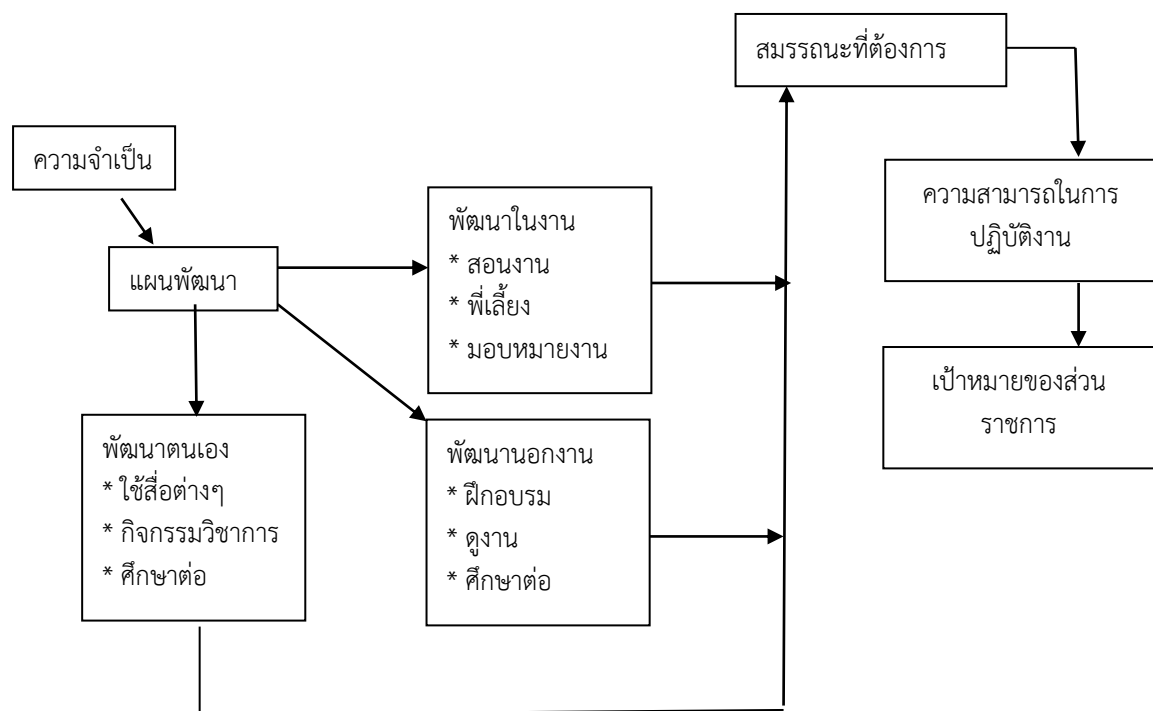 สมรรถนะที่ต้องการ
ความจำเป็น
ความสามารถในการ
ปฏิบัติงาน
พัฒนาในงาน
* สอนงาน
* พี่เลี้ยง
* มอบหมายงาน
แผนพัฒนา
เป้าหมายของส่วน
ราชการ
พัฒนาตนเอง
* ใช้สื่อต่างๆ
* กิจกรรมวิชาการ
* ศึกษาต่อ
พัฒนานอกงาน
* ฝึกอบรม
* ดูงาน
* ศึกษาต่อ